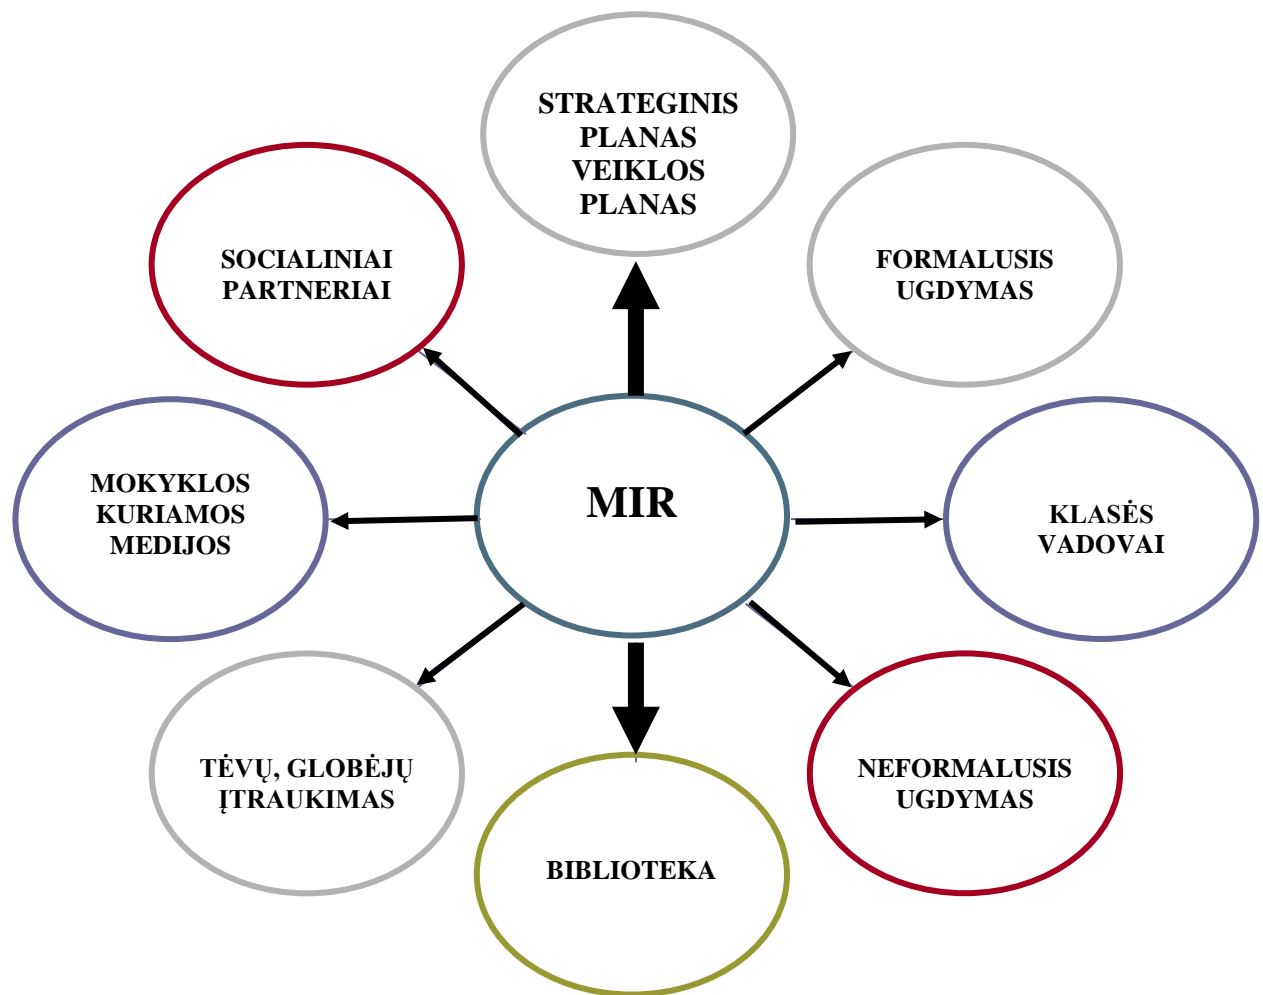 STRATEGINIS
PLANAS
VEIKLOS
PLANAS
SOCIALINIAI
PARTNERIAI
FORMALUSIS
UGDYMAS
MOKYKLOS
KURIAMOS
MEDIJOS
MIR
KLASĖS
VADOVAI
TĖVŲ, GLOBĖJŲ
ĮTRAUKIMAS
NEFORMALUSIS
UGDYMAS
BIBLIOTEKA